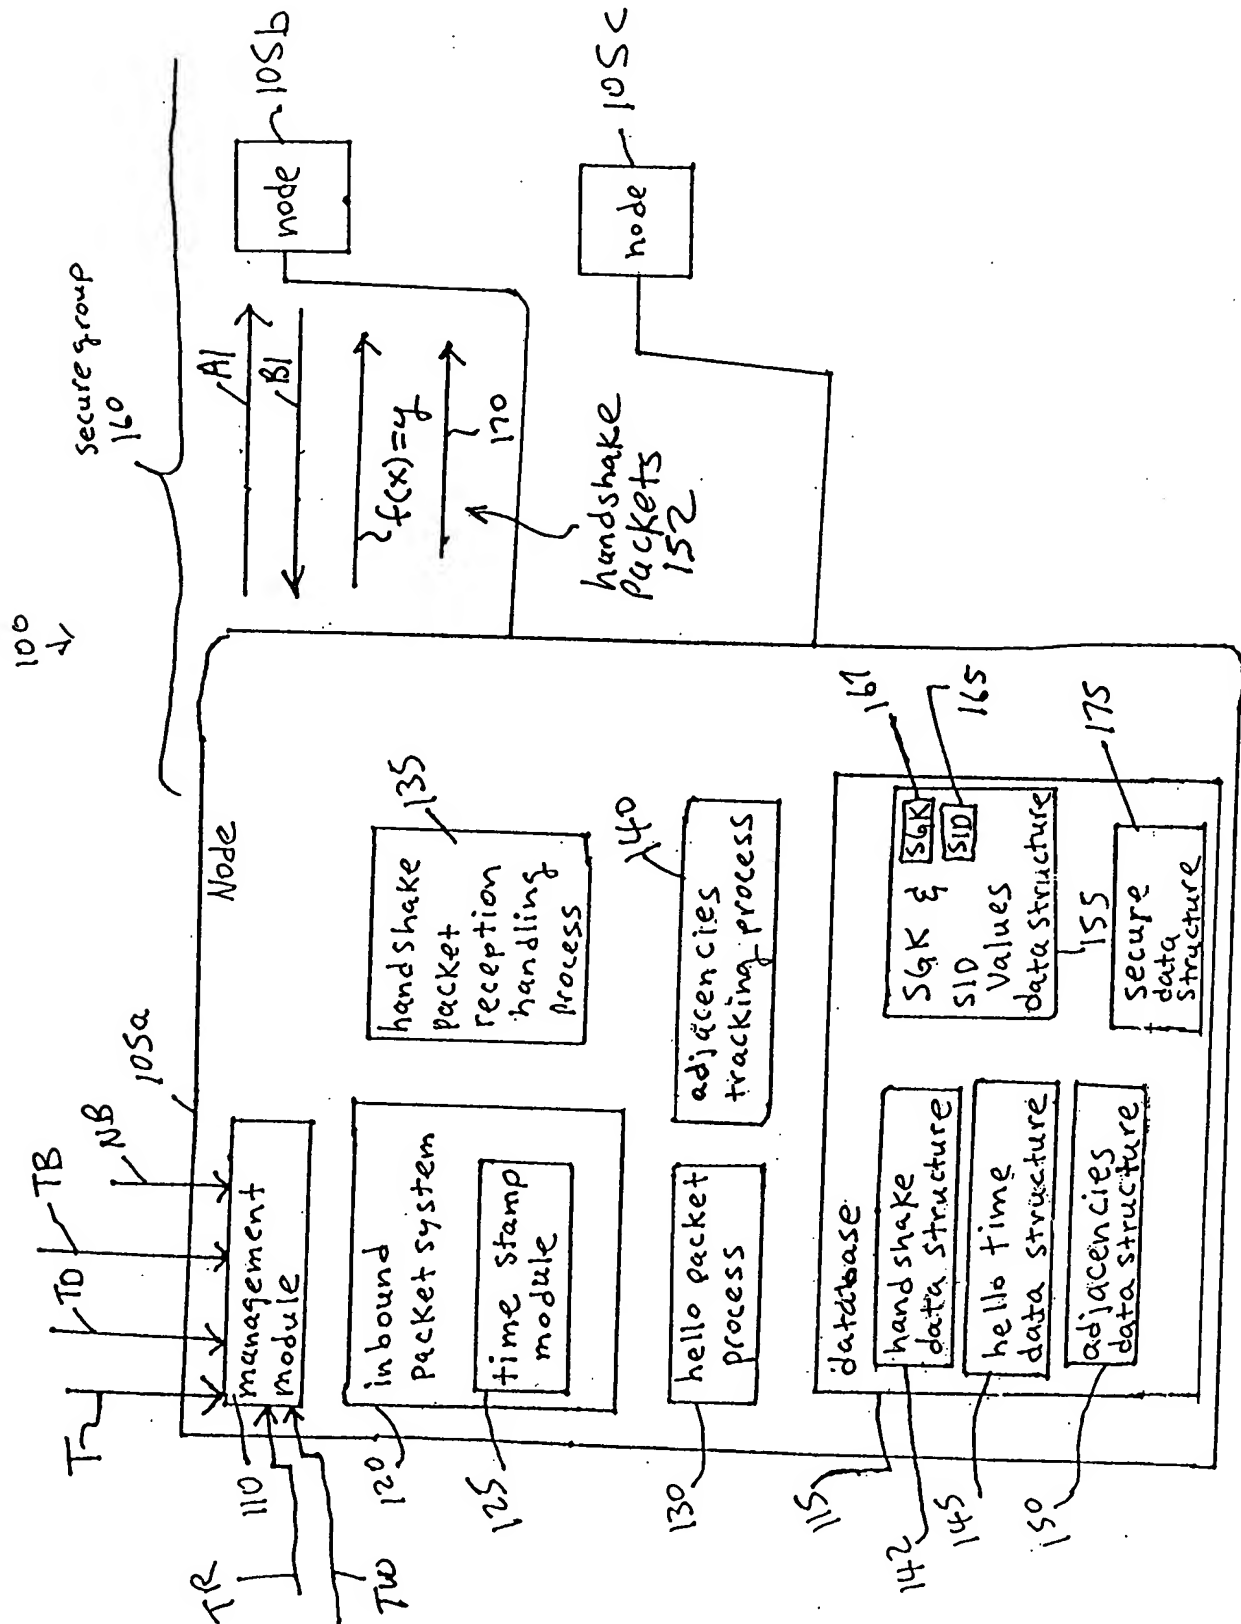 100
secure group
160
T
TD
TB
NB
105a
TR
TW
Node
110
management
module
120
inbound
packet system
125
time stamp
module
handshake
packet
reception
handling
process
135
130
hello packet
process
adjacencies
tracking process
140
115
database
142
handshake
data structure
145
hello time
data structure
150
adjacencies
data structure
SGK &
SID
Values
data structure
SGK
SID
167
165
155
secure
data
structure
175
A1
B1
f(x)=y
170
handshake
packets
152
node
105b
node
105c